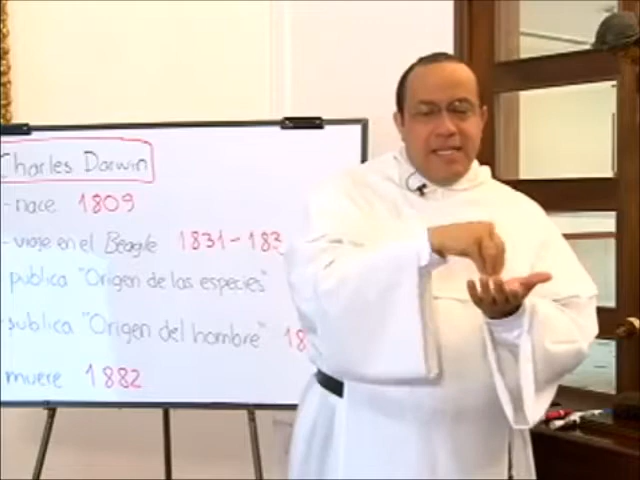 Charles Darwin
- nace 1809
- viaje en el Beagle 1831-183
publica "Origen de las especies"
publica "Origen del hombre" 18
muere 1882